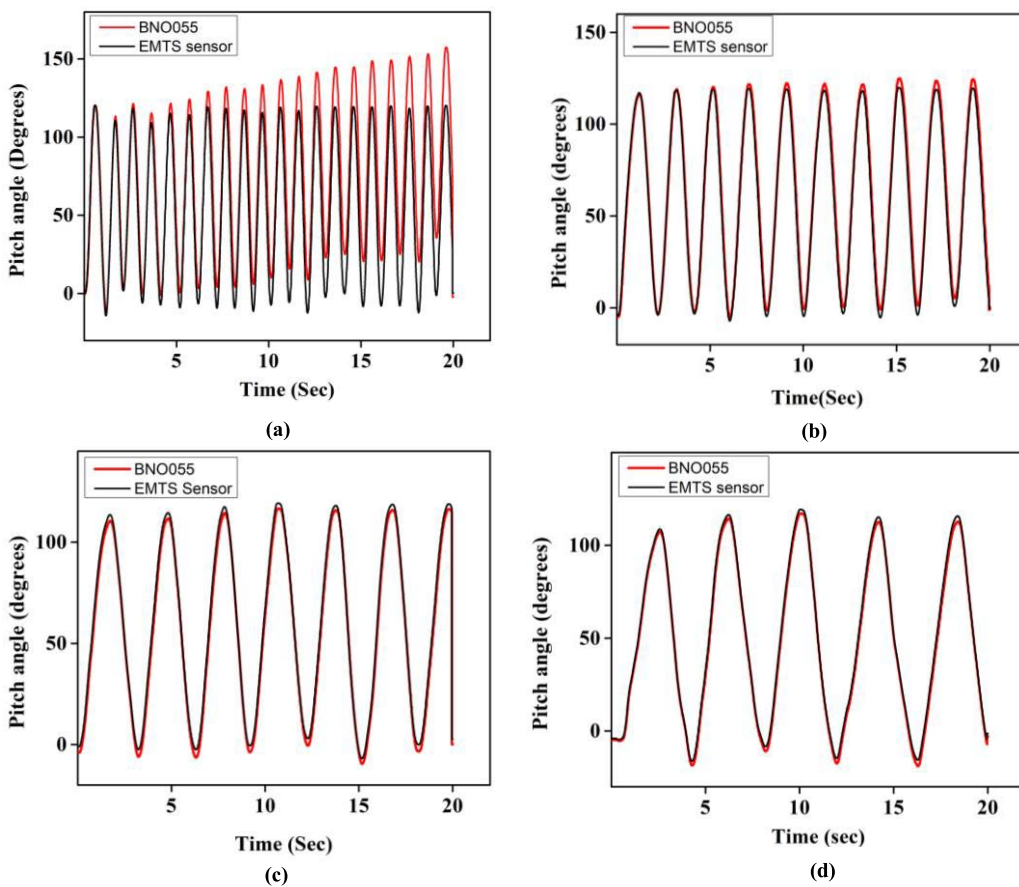 BNO055
EMTS sensor
150
100
50
0
Pitch angle (Degrees)
5
10
15
20
Time (Sec)
(a)
BNO055
EMTS sensor
150
100
50
0
Pitch angle (degrees)
5
10
15
20
Time(Sec)
(b)
BNO055
EMTS Sensor
100
50
0
Pitch angle (degrees)
5
10
15
20
Time (Sec)
(c)
BNO055
EMTS sensor
100
50
0
Pitch angle (degrees)
5
10
15
20
Time (sec)
(d)